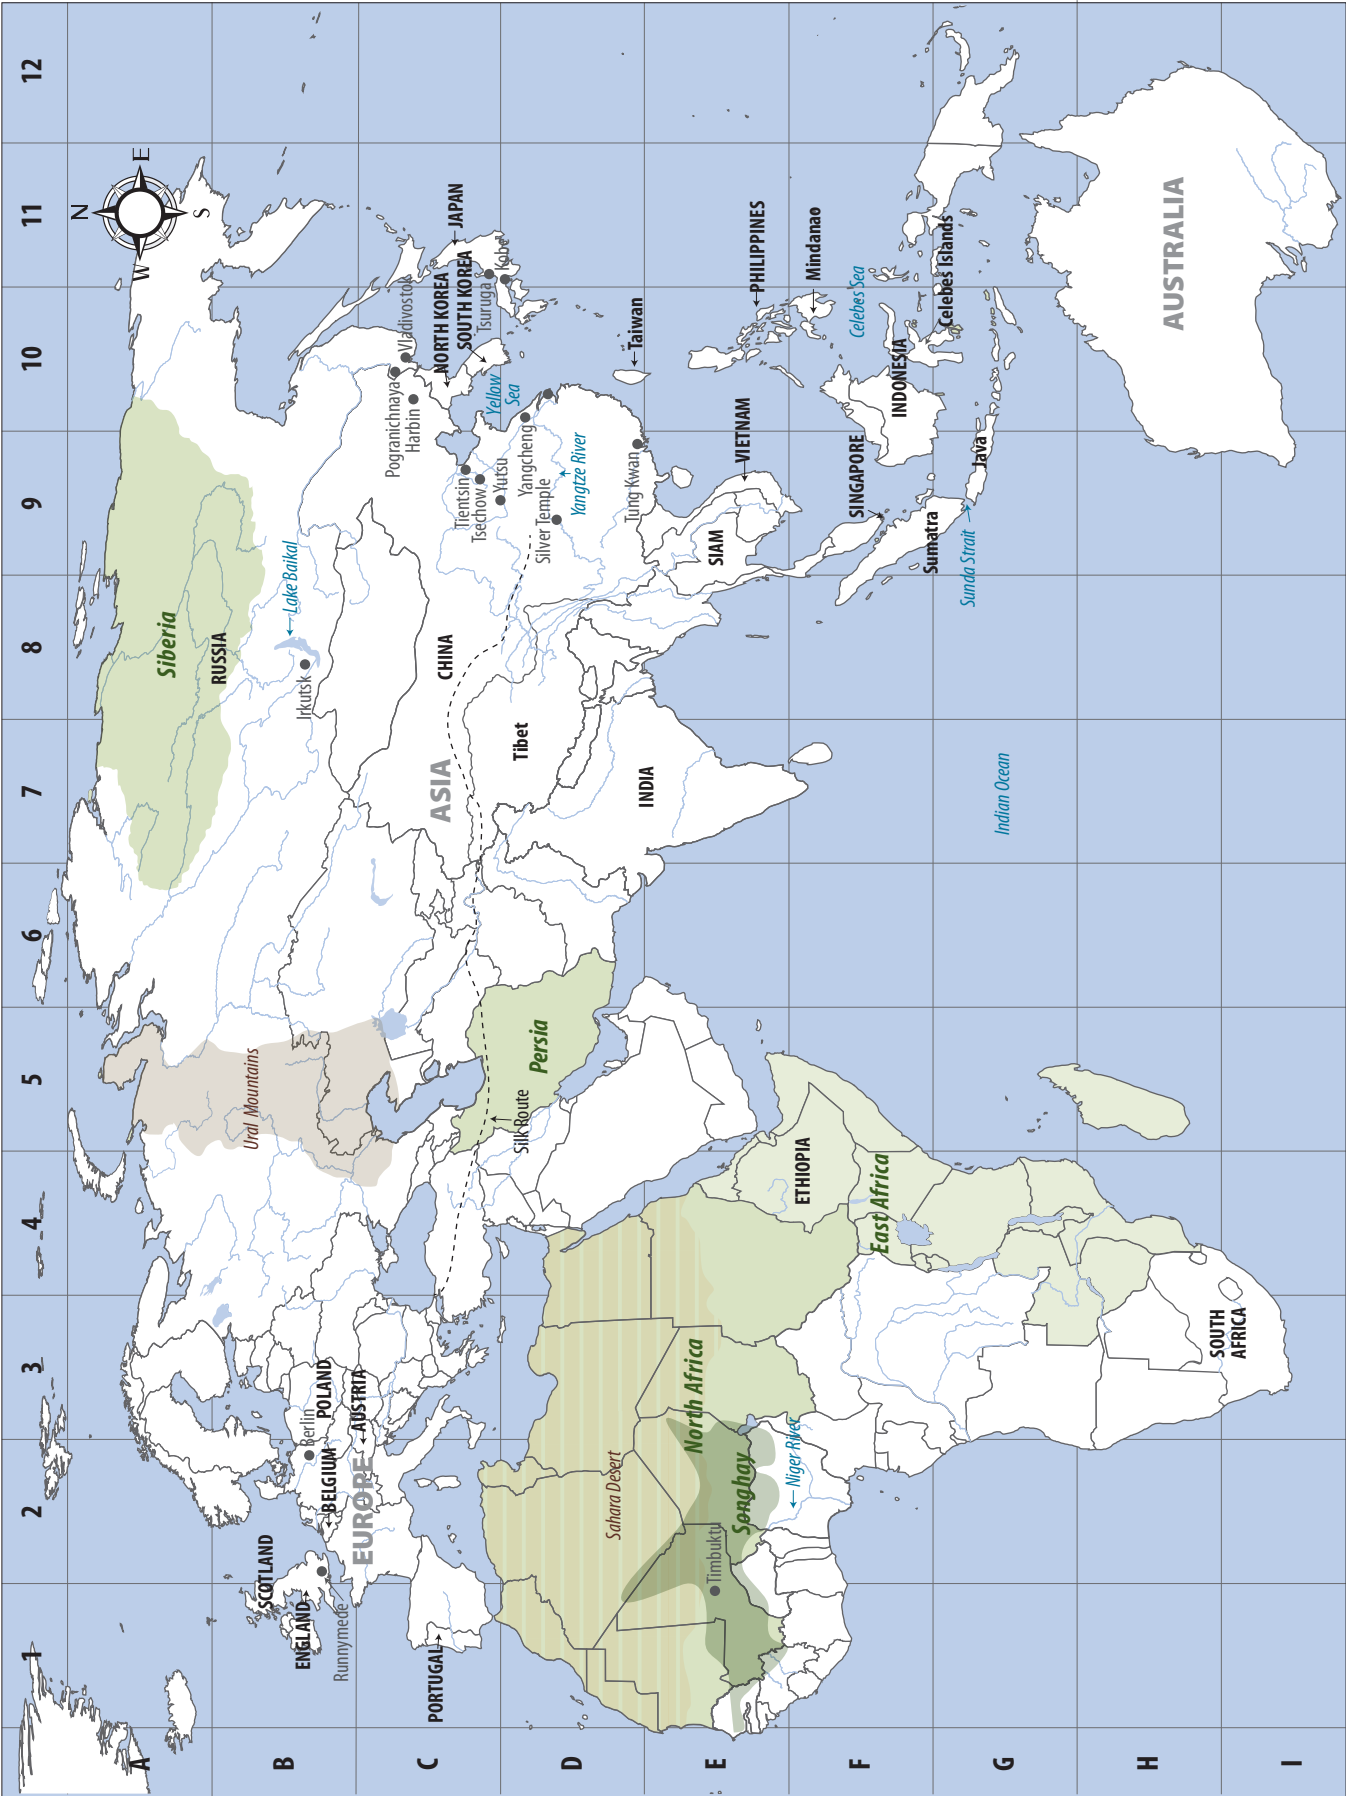 1
2
3
4
5
6
7
8
9
10
11
12
A
B
C
D
E
F
G
H
I
N
E
S
W
SCOTLAND
ENGLAND
Runnymede
PORTUGAL
BELGIUM
EUROPE
Berlin
POLAND
AUSTRIA
Ural Mountains
Siberia
RUSSIA
Lake Baikal
Irkutsk
ASIA
CHINA
Tibet
INDIA
Persia
Silk Route
Pogranichnaya
Harbin
Vladivostok
NORTH KOREA
SOUTH KOREA
JAPAN
Tsuruga
Kobe
Yellow
Sea
Tientsin
Tsechow
Yutsu
Yangcheng
Silver Temple
Yangtze River
Tung Kwan
Taiwan
VIETNAM
SIAM
PHILIPPINES
Mindanao
Celebes Sea
Celebes Islands
INDONESIA
SINGAPORE
Sumatra
Java
Sunda Strait
Indian Ocean
AUSTRALIA
Sahara Desert
North Africa
Songhay
Timbuktu
Niger River
ETHIOPIA
East Africa
SOUTH
AFRICA